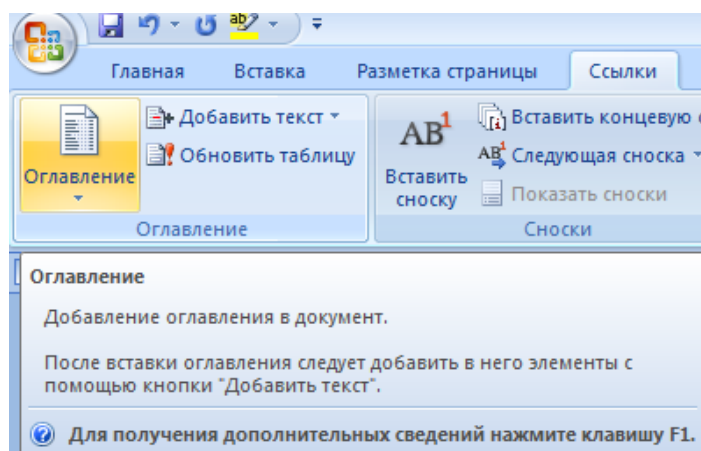 Главная Вставка Разметка страницы Ссылки
Оглавление
Добавить текст
Обновить таблицу
Оглавление
AB1
Вставить сноску
Вставить концевую
AB1 Следующая сноска
Показать сноски
Сноски
Оглавление
Добавление оглавления в документ.
После вставки оглавления следует добавить в него элементы с
помощью кнопки "Добавить текст".
Для получения дополнительных сведений нажмите клавишу F1.